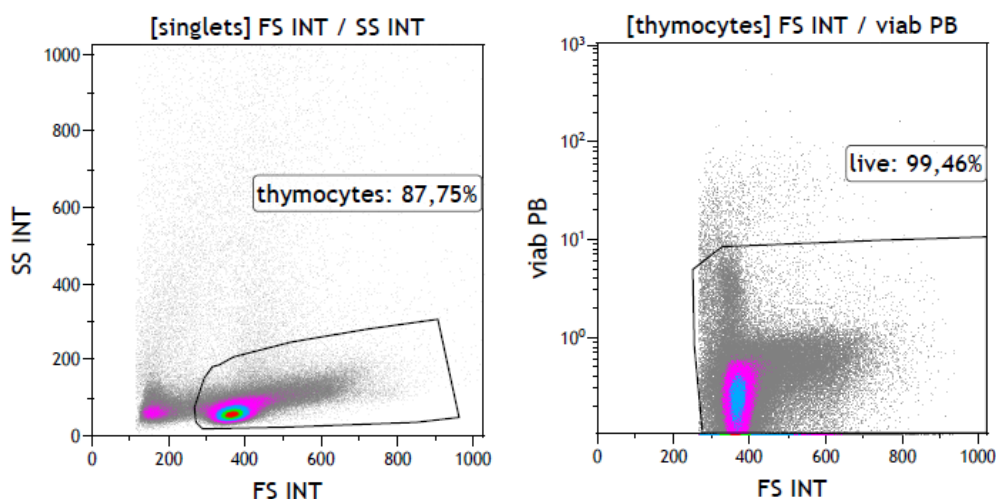 [singlets] FS INT / SS INT
1000
800
600
400
200
0
0
200
400
600
800
1000
SS INT
FS INT
thymocytes: 87,75%
[thymocytes] FS INT / viab PB
10³
10²
10¹
10⁰
0
200
400
600
800
1000
viab PB
FS INT
live: 99,46%